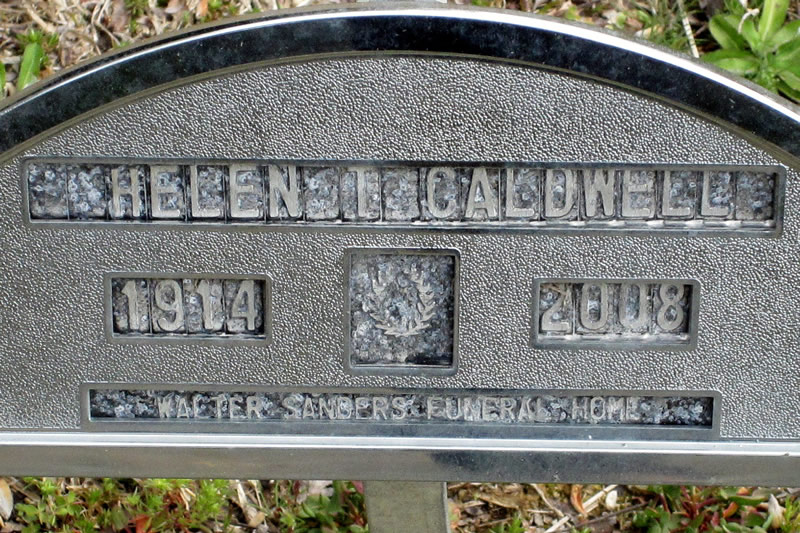 HELEN T CALDWELL
1914 2008
WALTER SANDERS FUNERAL HOME